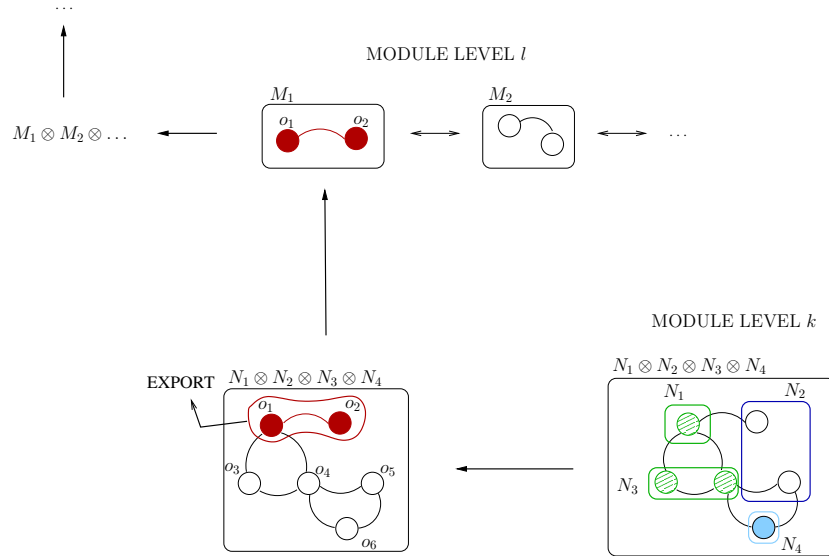 ...
MODULE LEVEL l
M₁ M₂
o₁ o₂
M₁ ⊗ M₂ ⊗ ...
...
MODULE LEVEL k
N₁ ⊗ N₂ ⊗ N₃ ⊗ N₄
EXPORT N₁ ⊗ N₂ ⊗ N₃ ⊗ N₄
N₁ N₂
o₁ o₂
o₃ o₄ o₅
N₃
o₆ N₄